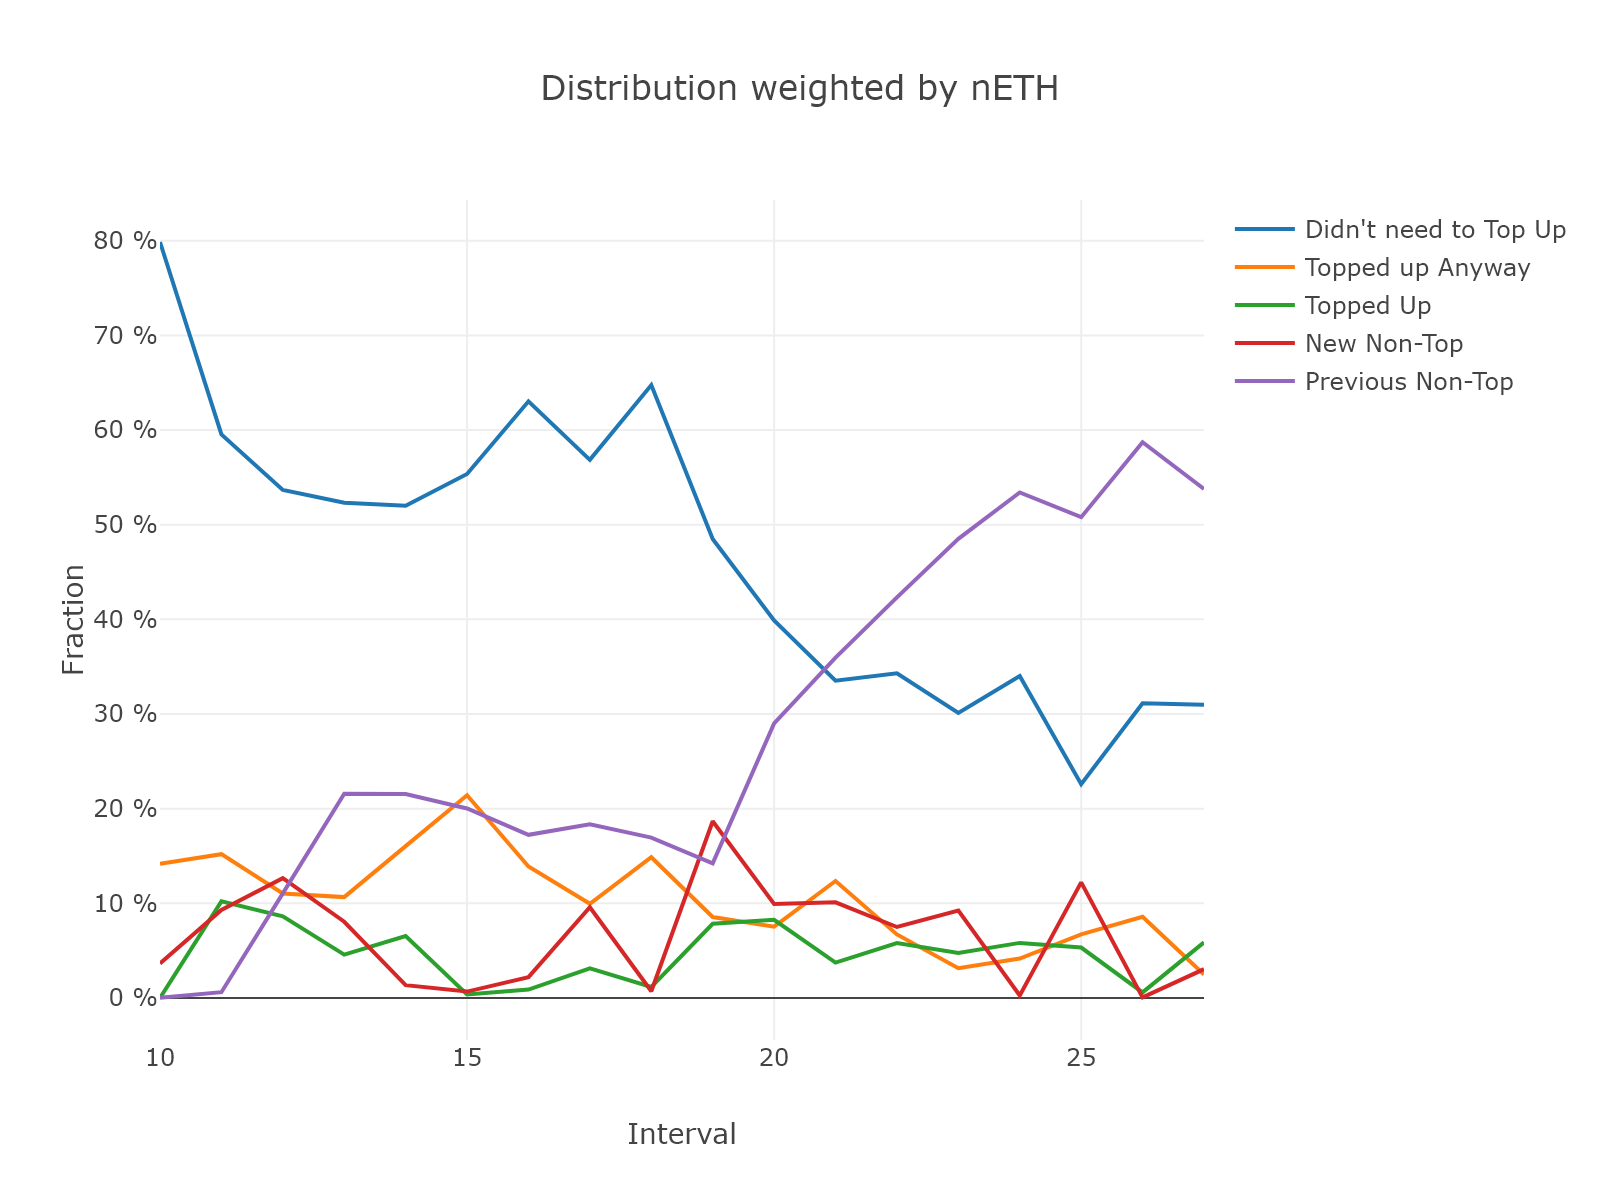 Distribution weighted by nETH
Didn't need to Top Up
Topped up Anyway
Topped Up
New Non-Top
Previous Non-Top
80 %
70 %
60 %
50 %
40 %
30 %
20 %
10 %
0 %
Fraction
10 15 20 25
Interval